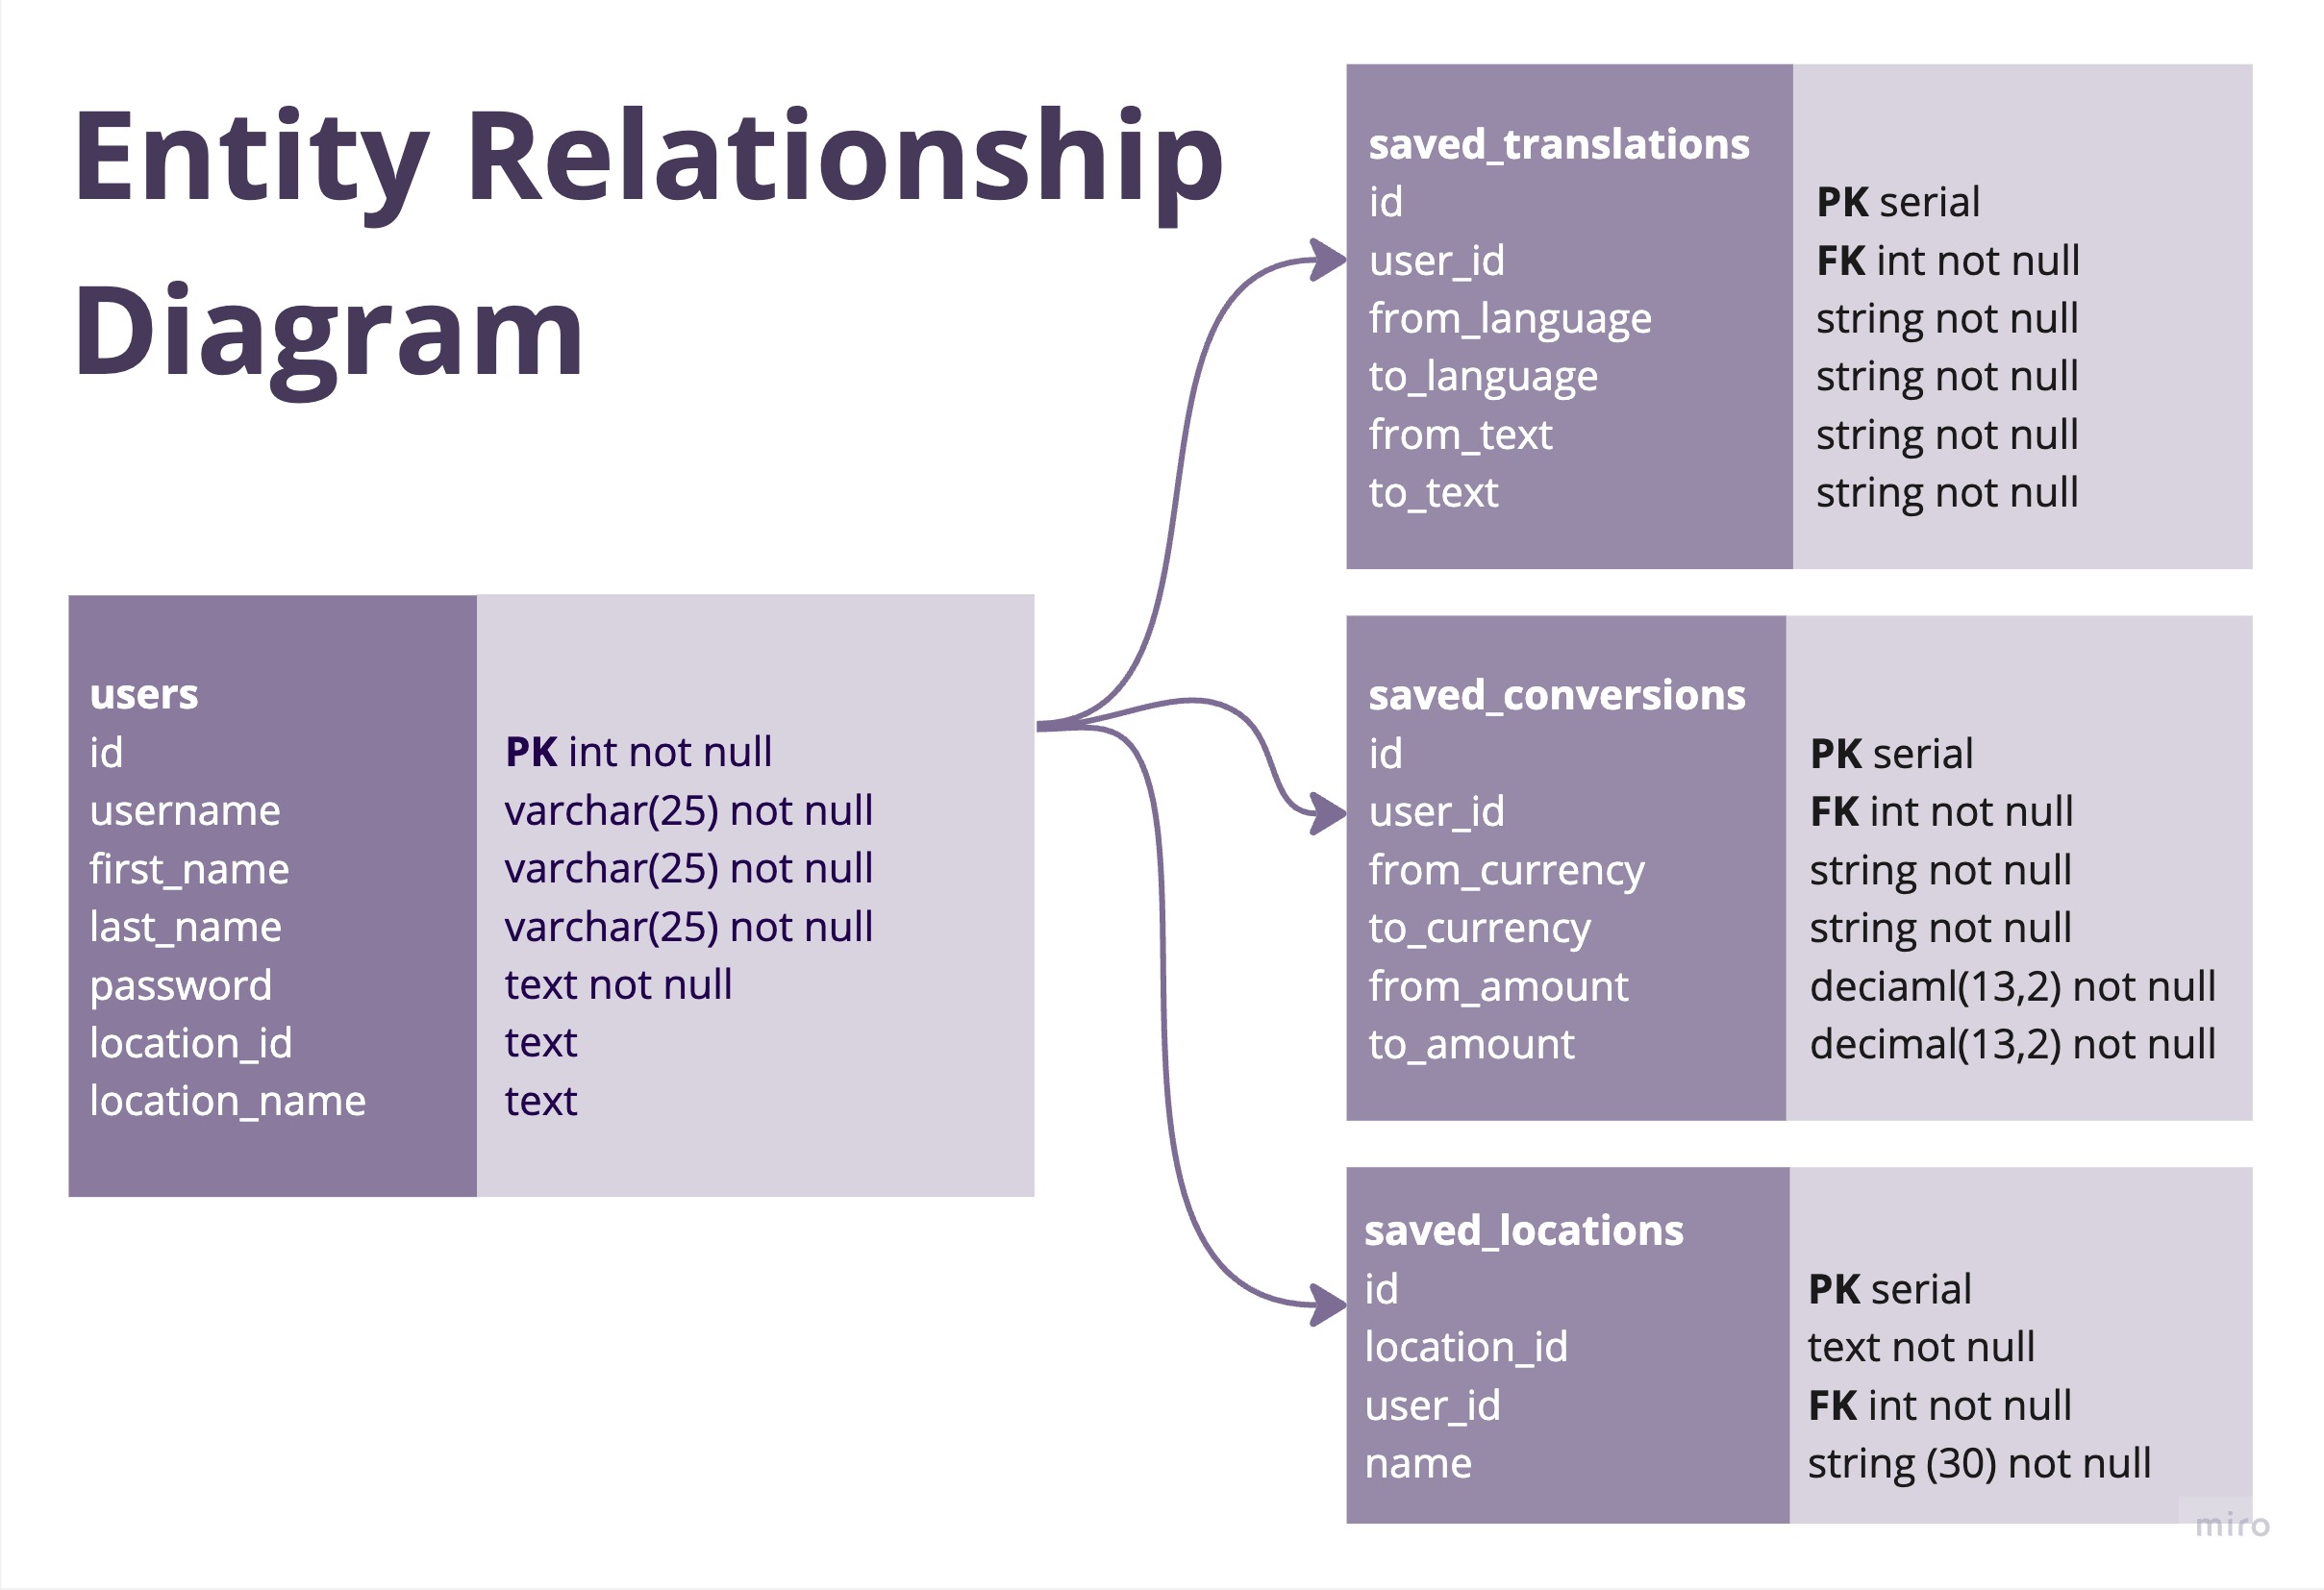 Entity Relationship
Diagram
users
id
PK int not null
username
varchar(25) not null
first_name
varchar(25) not null
last_name
varchar(25) not null
password
text not null
location_id
text
location_name
text
saved_translations
id
PK serial
user_id
FK int not null
from_language
string not null
to_language
string not null
from_text
string not null
to_text
string not null
saved_conversions
id
PK serial
user_id
FK int not null
from_currency
string not null
to_currency
string not null
from_amount
deciaml(13,2) not null
to_amount
decimal(13,2) not null
saved_locations
id
PK serial
location_id
text not null
user_id
FK int not null
name
string (30) not null
miro